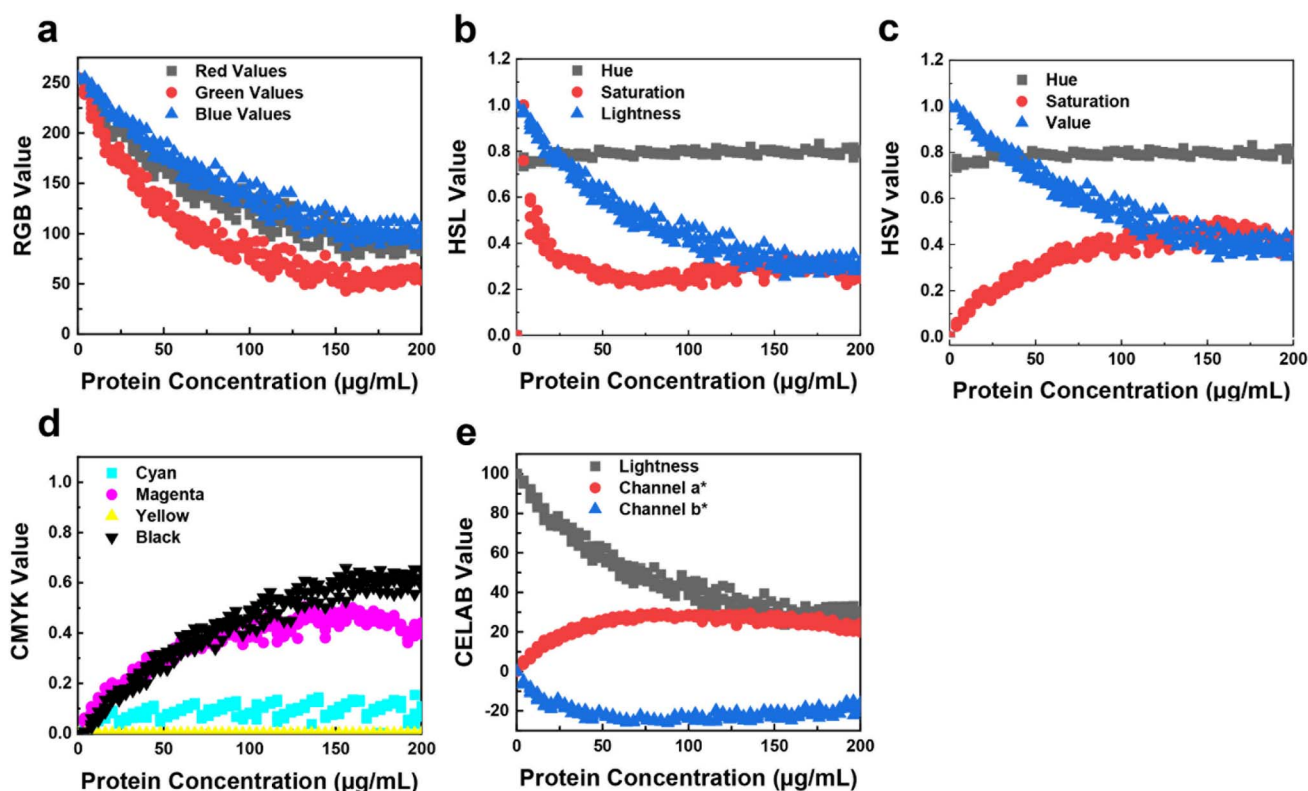 a
RGB Value
250
200
150
100
50
0
Red Values
Green Values
Blue Values
0 50 100 150 200
Protein Concentration (µg/mL)
b
HSL Value
1.2
1.0
0.8
0.6
0.4
0.2
0.0
Hue
Saturation
Lightness
0 50 100 150 200
Protein Concentration (µg/mL)
c
HSV value
1.2
1.0
0.8
0.6
0.4
0.2
0.0
Hue
Saturation
Value
0 50 100 150 200
Protein Concentration (µg/mL)
d
CMYK Value
1.0
0.8
0.6
0.4
0.2
0.0
Cyan
Magenta
Yellow
Black
0 50 100 150 200
Protein Concentration (µg/mL)
e
CELAB Value
100
80
60
40
20
0
-20
Lightness
Channel a*
Channel b*
0 50 100 150 200
Protein Concentration (µg/mL)